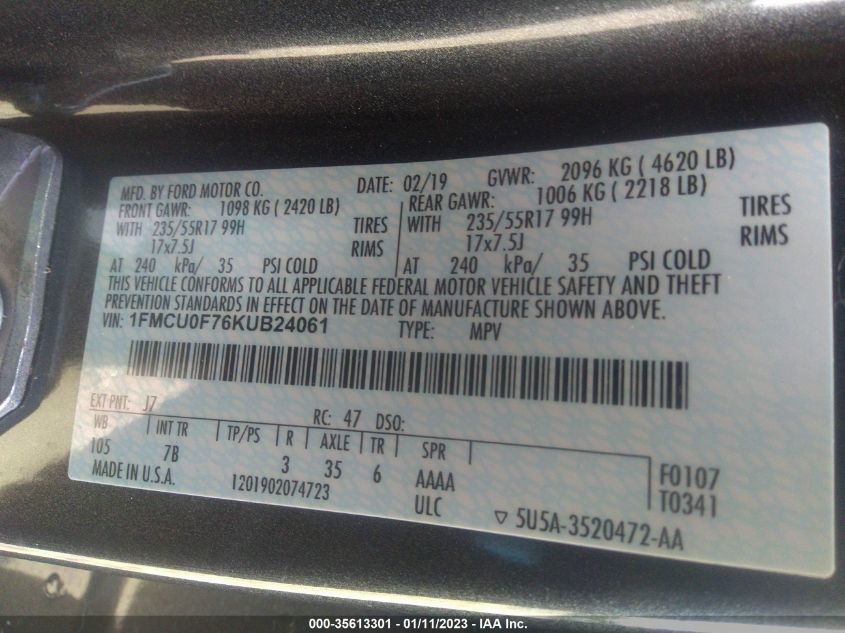 MFD. BY FORD MOTOR CO. DATE: 02/19 GVWR: 2096 KG ( 4620 LB)
FRONT GAWR: 1098 KG ( 2420 LB) REAR GAWR: 1006 KG ( 2218 LB)
WITH 235/55R17 99H TIRES WITH 235/55R17 99H TIRES
17x7.5J RIMS 17x7.5J RIMS
AT 240 kPa/ 35 PSI COLD AT 240 kPa/ 35 PSI COLD
THIS VEHICLE CONFORMS TO ALL APPLICABLE FEDERAL MOTOR VEHICLE SAFETY AND THEFT
PREVENTION STANDARDS IN EFFECT ON THE DATE OF MANUFACTURE SHOWN ABOVE.
VIN: 1FMCU0F76KUB24061 TYPE: MPV
EXT PNT: J7 RC: 47 DSO:
WB INT TR TP/PS R AXLE TR SPR
105 7B 3 35 6 AAAA F0107
MADE IN U.S.A. 1201902074723 ULC T0341
▽ 5U5A-3520472-AA
000-35613301 - 01/11/2023 - IAA Inc.